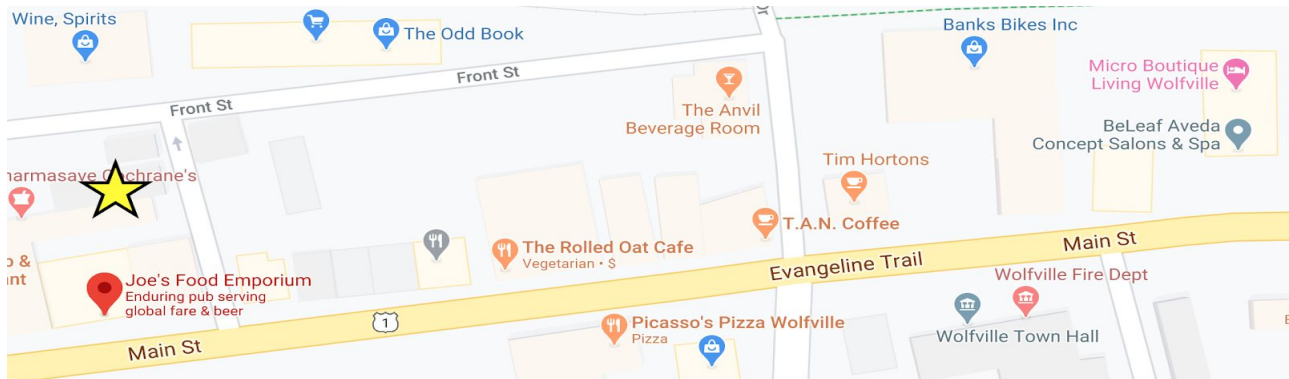 Wine, Spirits
The Odd Book
Banks Bikes Inc
Front St
Micro Boutique
Living Wolfville
Front St
The Anvil
Beverage Room
BeLeaf Aveda
Concept Salons & Spa
Tim Hortons
T.A.N. Coffee
The Rolled Oat Cafe
Vegetarian • $
Main St
Evangeline Trail
Joe's Food Emporium
Enduring pub serving
global fare & beer
Wolfville Fire Dept
1
Picasso's Pizza Wolfville
Pizza
Wolfville Town Hall
Main St